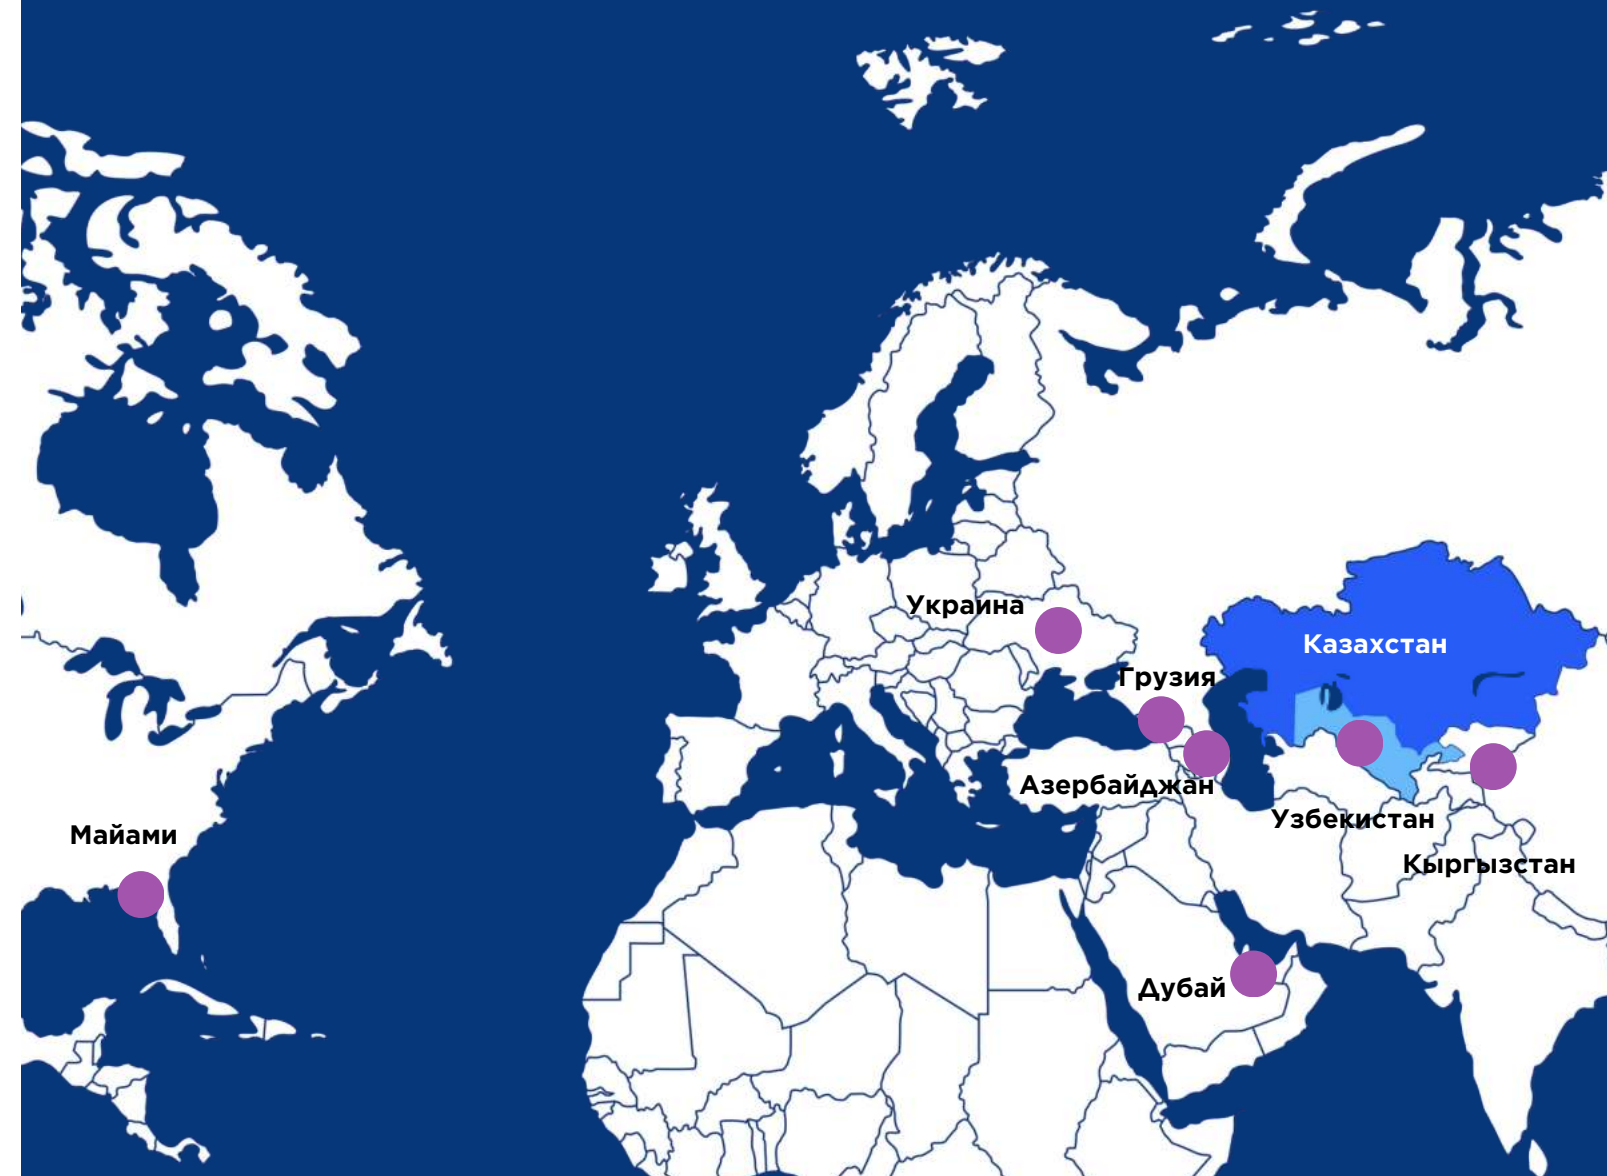 Украина
Казахстан
Грузия
Азербайджан
Узбекистан
Майами
Кыргызстан
Дубай